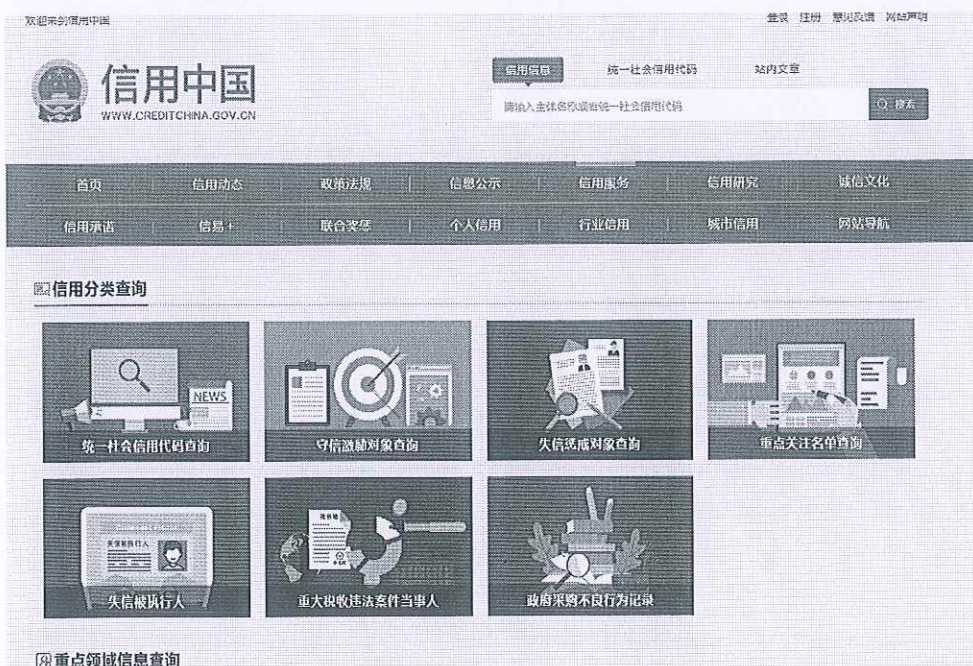 欢迎来到信用中国
登录 注册 意见反馈 网站声明
信用中国
WWW.CREDITCHINA.GOV.CN
信用信息 统一社会信用代码 站内文章
请输入主体名称或者统一社会信用代码 搜索
首页 信用动态 政策法规 信息公示 信用服务 信用研究 诚信文化
信用承诺 信易+ 联合奖惩 个人信用 行业信用 城市信用 网站导航
信用分类查询
NEWS
统一社会信用代码查询 守信激励对象查询 失信惩戒对象查询 重点关注名单查询
失信被执行人
失信被执行人 重大税收违法案件当事人 政府采购不良行为记录
重点领域信息查询